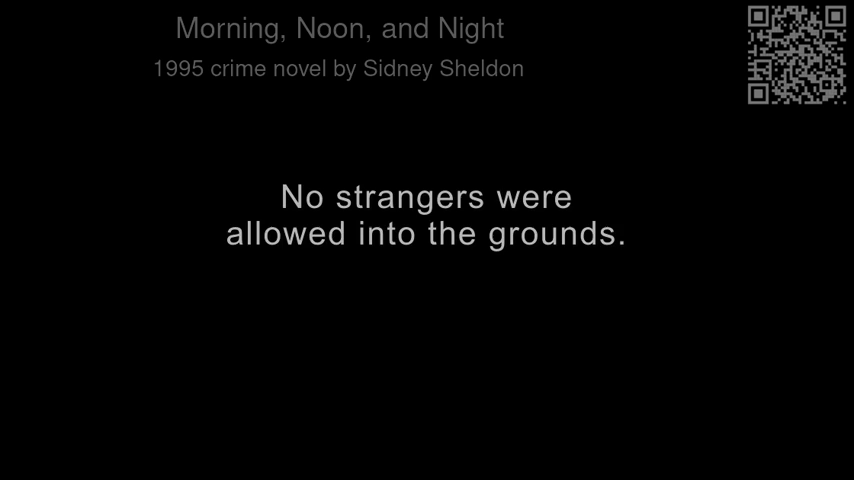 Morning, Noon, and Night
1995 crime novel by Sidney Sheldon
No strangers were
allowed into the grounds.